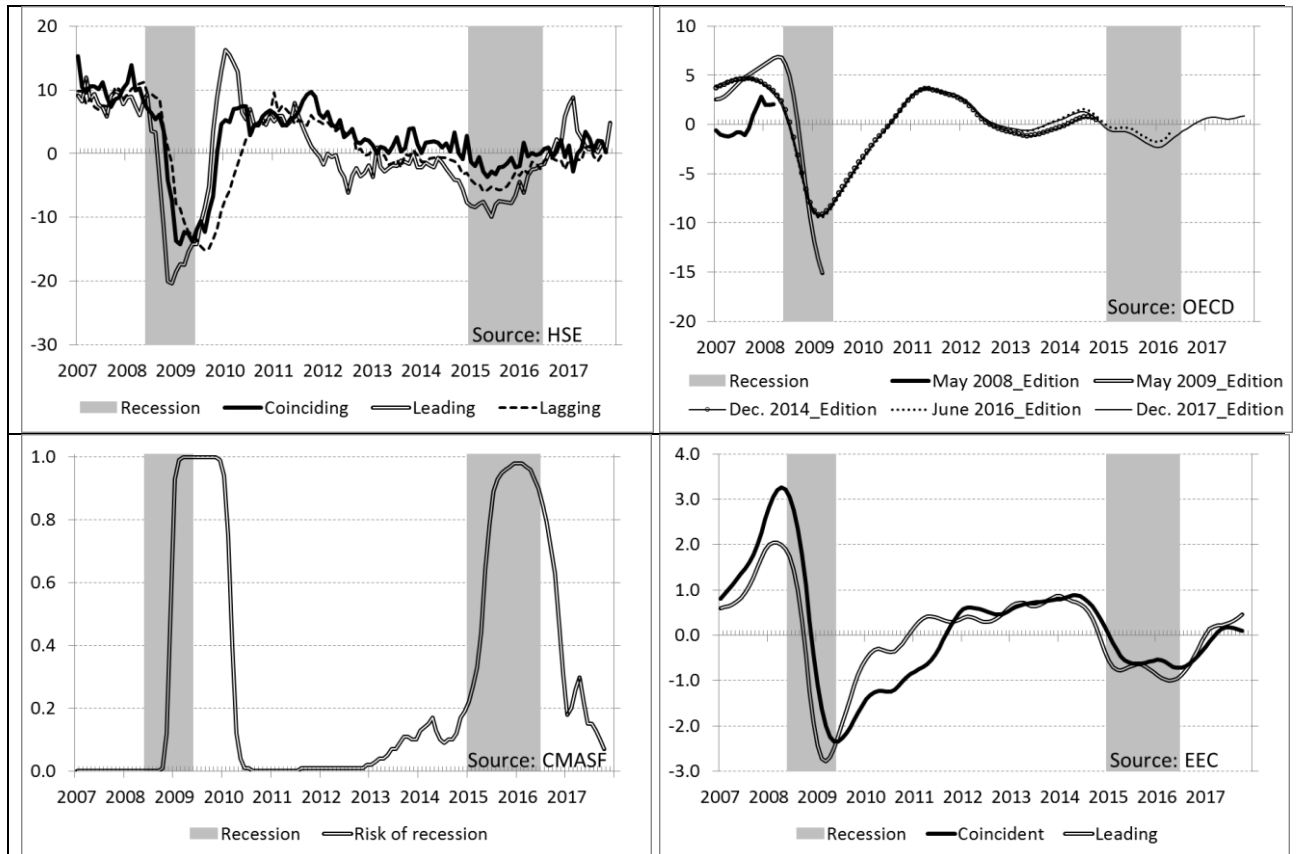 20
10
0
-10
-20
-30
Source: HSE
2007 2008 2009 2010 2011 2012 2013 2014 2015 2016 2017
Recession Coinciding Leading Lagging
10
5
0
-5
-10
-15
-20
Source: OECD
2007 2008 2009 2010 2011 2012 2013 2014 2015 2016 2017
Recession May 2008_Edition May 2009_Edition
Dec. 2014_Edition June 2016_Edition Dec. 2017_Edition
1.0
0.8
0.6
0.4
0.2
0.0
Source: CMASF
2007 2008 2009 2010 2011 2012 2013 2014 2015 2016 2017
Recession Risk of recession
4.0
3.0
2.0
1.0
0.0
-1.0
-2.0
-3.0
Source: EEC
2007 2008 2009 2010 2011 2012 2013 2014 2015 2016 2017
Recession Coincident Leading